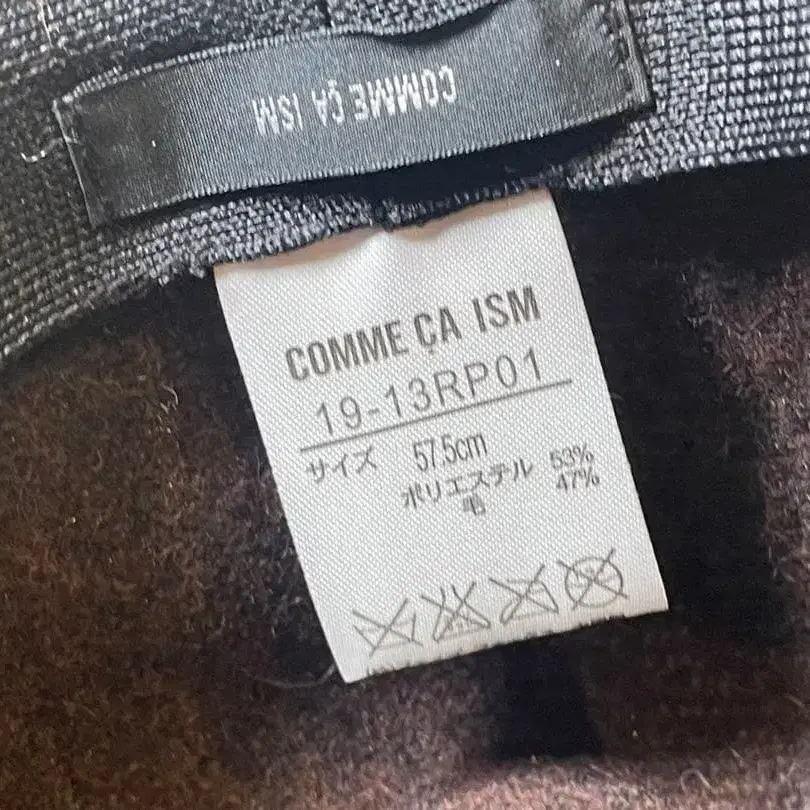 COMME ÇA ISM
COMME ÇA ISM
19-13RP01
サイズ 57.5cm
ポリエステル 53%
毛 47%